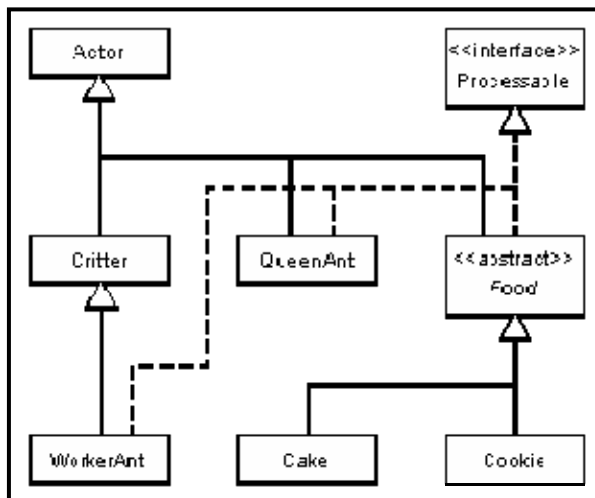 Actor
<<interface>>
Processable
Critter
QueenAnt
<<abstract>>
Food
WorkerAnt
Cake
Cookie